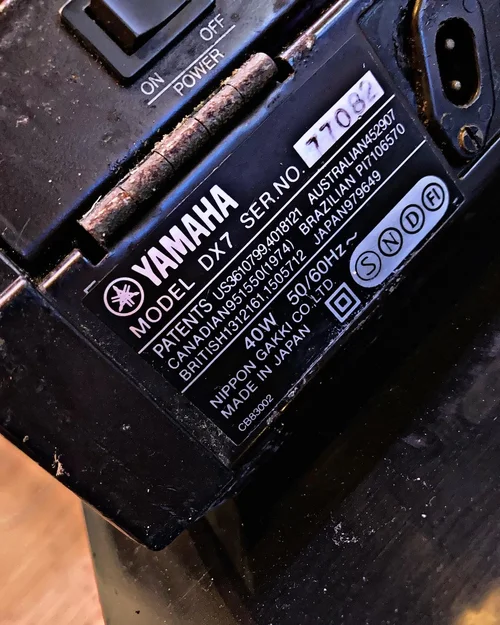 OFF
ON
POWER
YAMAHA
MODEL DX7 SER.NO. 77082
PATENTS US3610799.4018121 AUSTRALIAN452907
CANADIAN951550(1974) BRAZILIAN PI7106570
BRITISH1312161.1505712 JAPAN979649
40W 50/60Hz~
NIPPON GAKKI CO.,LTD.
MADE IN JAPAN
S N D FI
CB83002